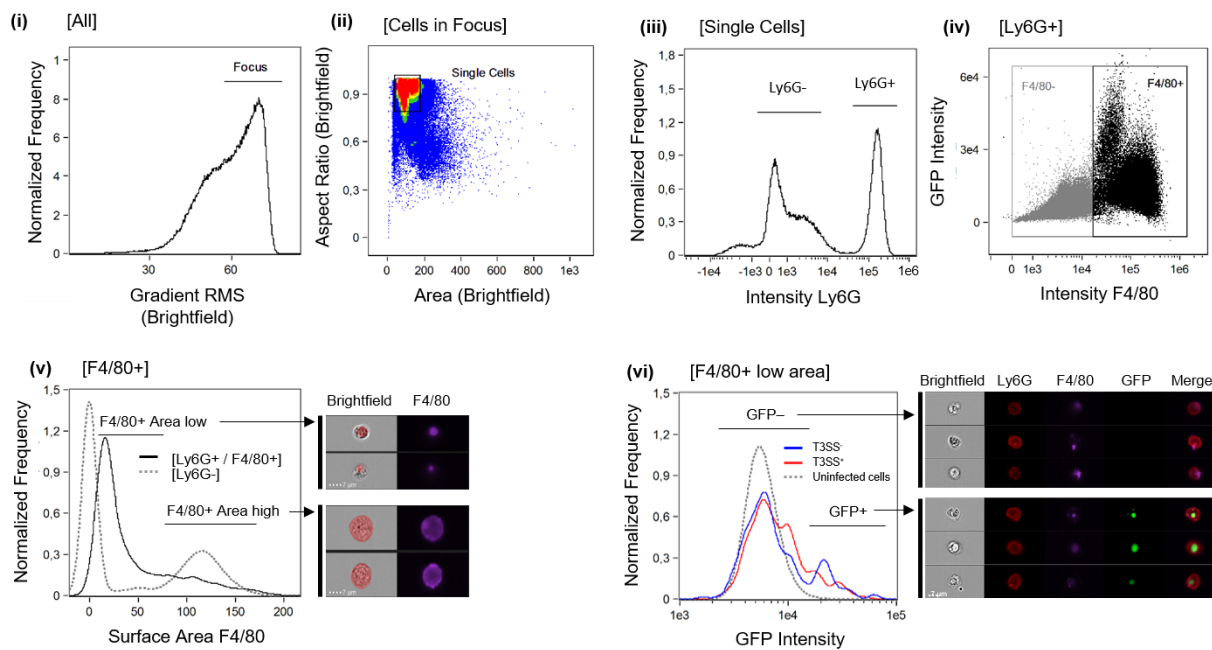 (i) [All]
Normalized Frequency
8
6
4
2
0
Focus
30 60
Gradient RMS
(Brightfield)
(ii) [Cells in Focus]
Aspect Ratio (Brightfield)
0,9
0,6
0,3
0
Single Cells
0 200 400 600 800 1e3
Area (Brightfield)
(iii) [Single Cells]
Normalized Frequency
1,5
1,2
0,9
0,6
0,3
0
Ly6G-
Ly6G+
-1e4 -1e3 0 1e3 1e4 1e5 1e6
Intensity Ly6G
(iv) [Ly6G+]
GFP Intensity
6e4
3e4
0
F4/80-
F4/80+
0 1e3 1e4 1e5 1e6
Intensity F4/80
(v) [F4/80+]
Normalized Frequency
1,5
1,2
0,9
0,6
0,3
0
F4/80+ Area low
[Ly6G+ / F4/80+]
[Ly6G-]
F4/80+ Area high
0 50 100 150 200
Surface Area F4/80
Brightfield F4/80
7 µm
7 µm
(vi) [F4/80+ low area]
Normalized Frequency
1,5
1,2
0,9
0,6
0,3
0
GFP–
T3SS-
T3SS+
Uninfected cells
GFP+
1e3 1e4 1e5
GFP Intensity
Brightfield Ly6G F4/80 GFP Merge
7µm